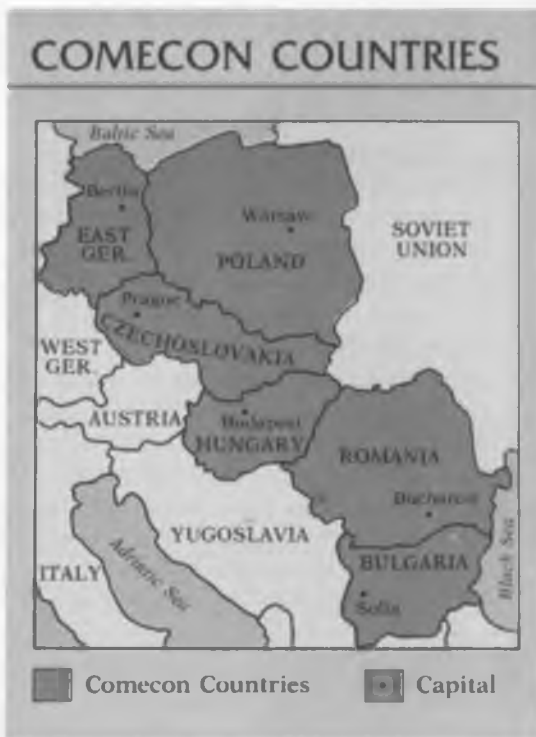 COMECON COUNTRIES
Baltic Sea
Berlin
EAST
GER.
Warsaw
POLAND
SOVIET
UNION
Prague
CZECHOSLOVAKIA
WEST
GER.
AUSTRIA
Budapest
HUNGARY
ROMANIA
Bucharest
YUGOSLAVIA
Adriatic Sea
ITALY
BULGARIA
Sofia
Black Sea
Comecon Countries
Capital